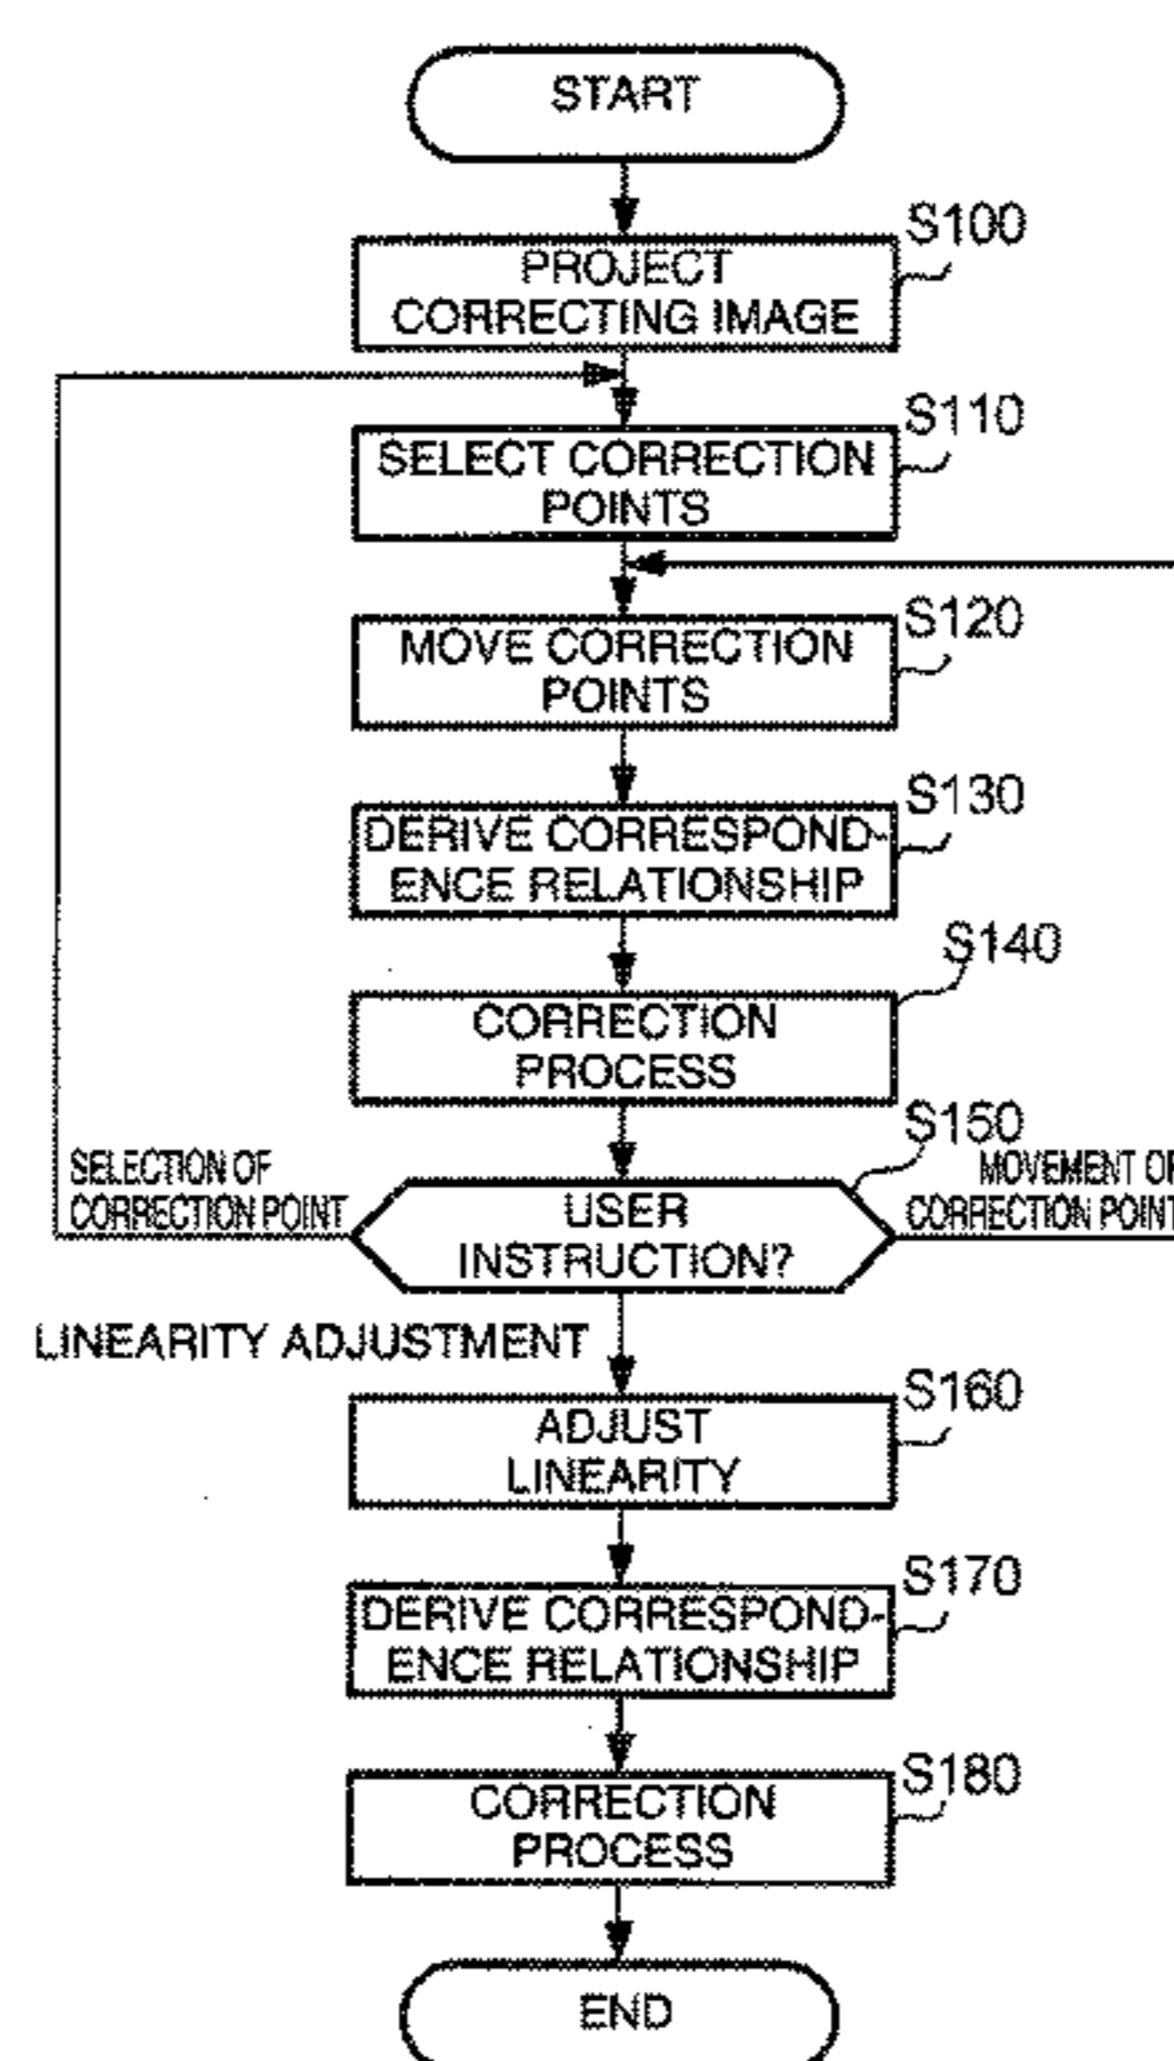 START
S100
PROJECT
CORRECTING IMAGE
S110
SELECT CORRECTION
POINTS
S120
MOVE CORRECTION
POINTS
S130
DERIVE CORRESPOND-
ENCE RELATIONSHIP
S140
CORRECTION
PROCESS
S150
SELECTION OF
CORRECTION POINT
USER
INSTRUCTION?
MOVEMENT OF
CORRECTION POINT
LINEARITY ADJUSTMENT
S160
ADJUST
LINEARITY
S170
DERIVE CORRESPOND-
ENCE RELATIONSHIP
S180
CORRECTION
PROCESS
END